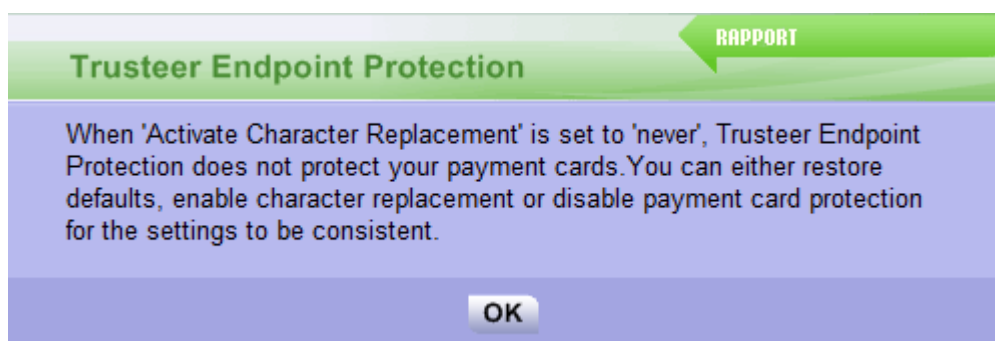 RAPPORT
Trusteer Endpoint Protection
When 'Activate Character Replacement' is set to 'never', Trusteer Endpoint
Protection does not protect your payment cards.You can either restore
defaults, enable character replacement or disable payment card protection
for the settings to be consistent.
OK